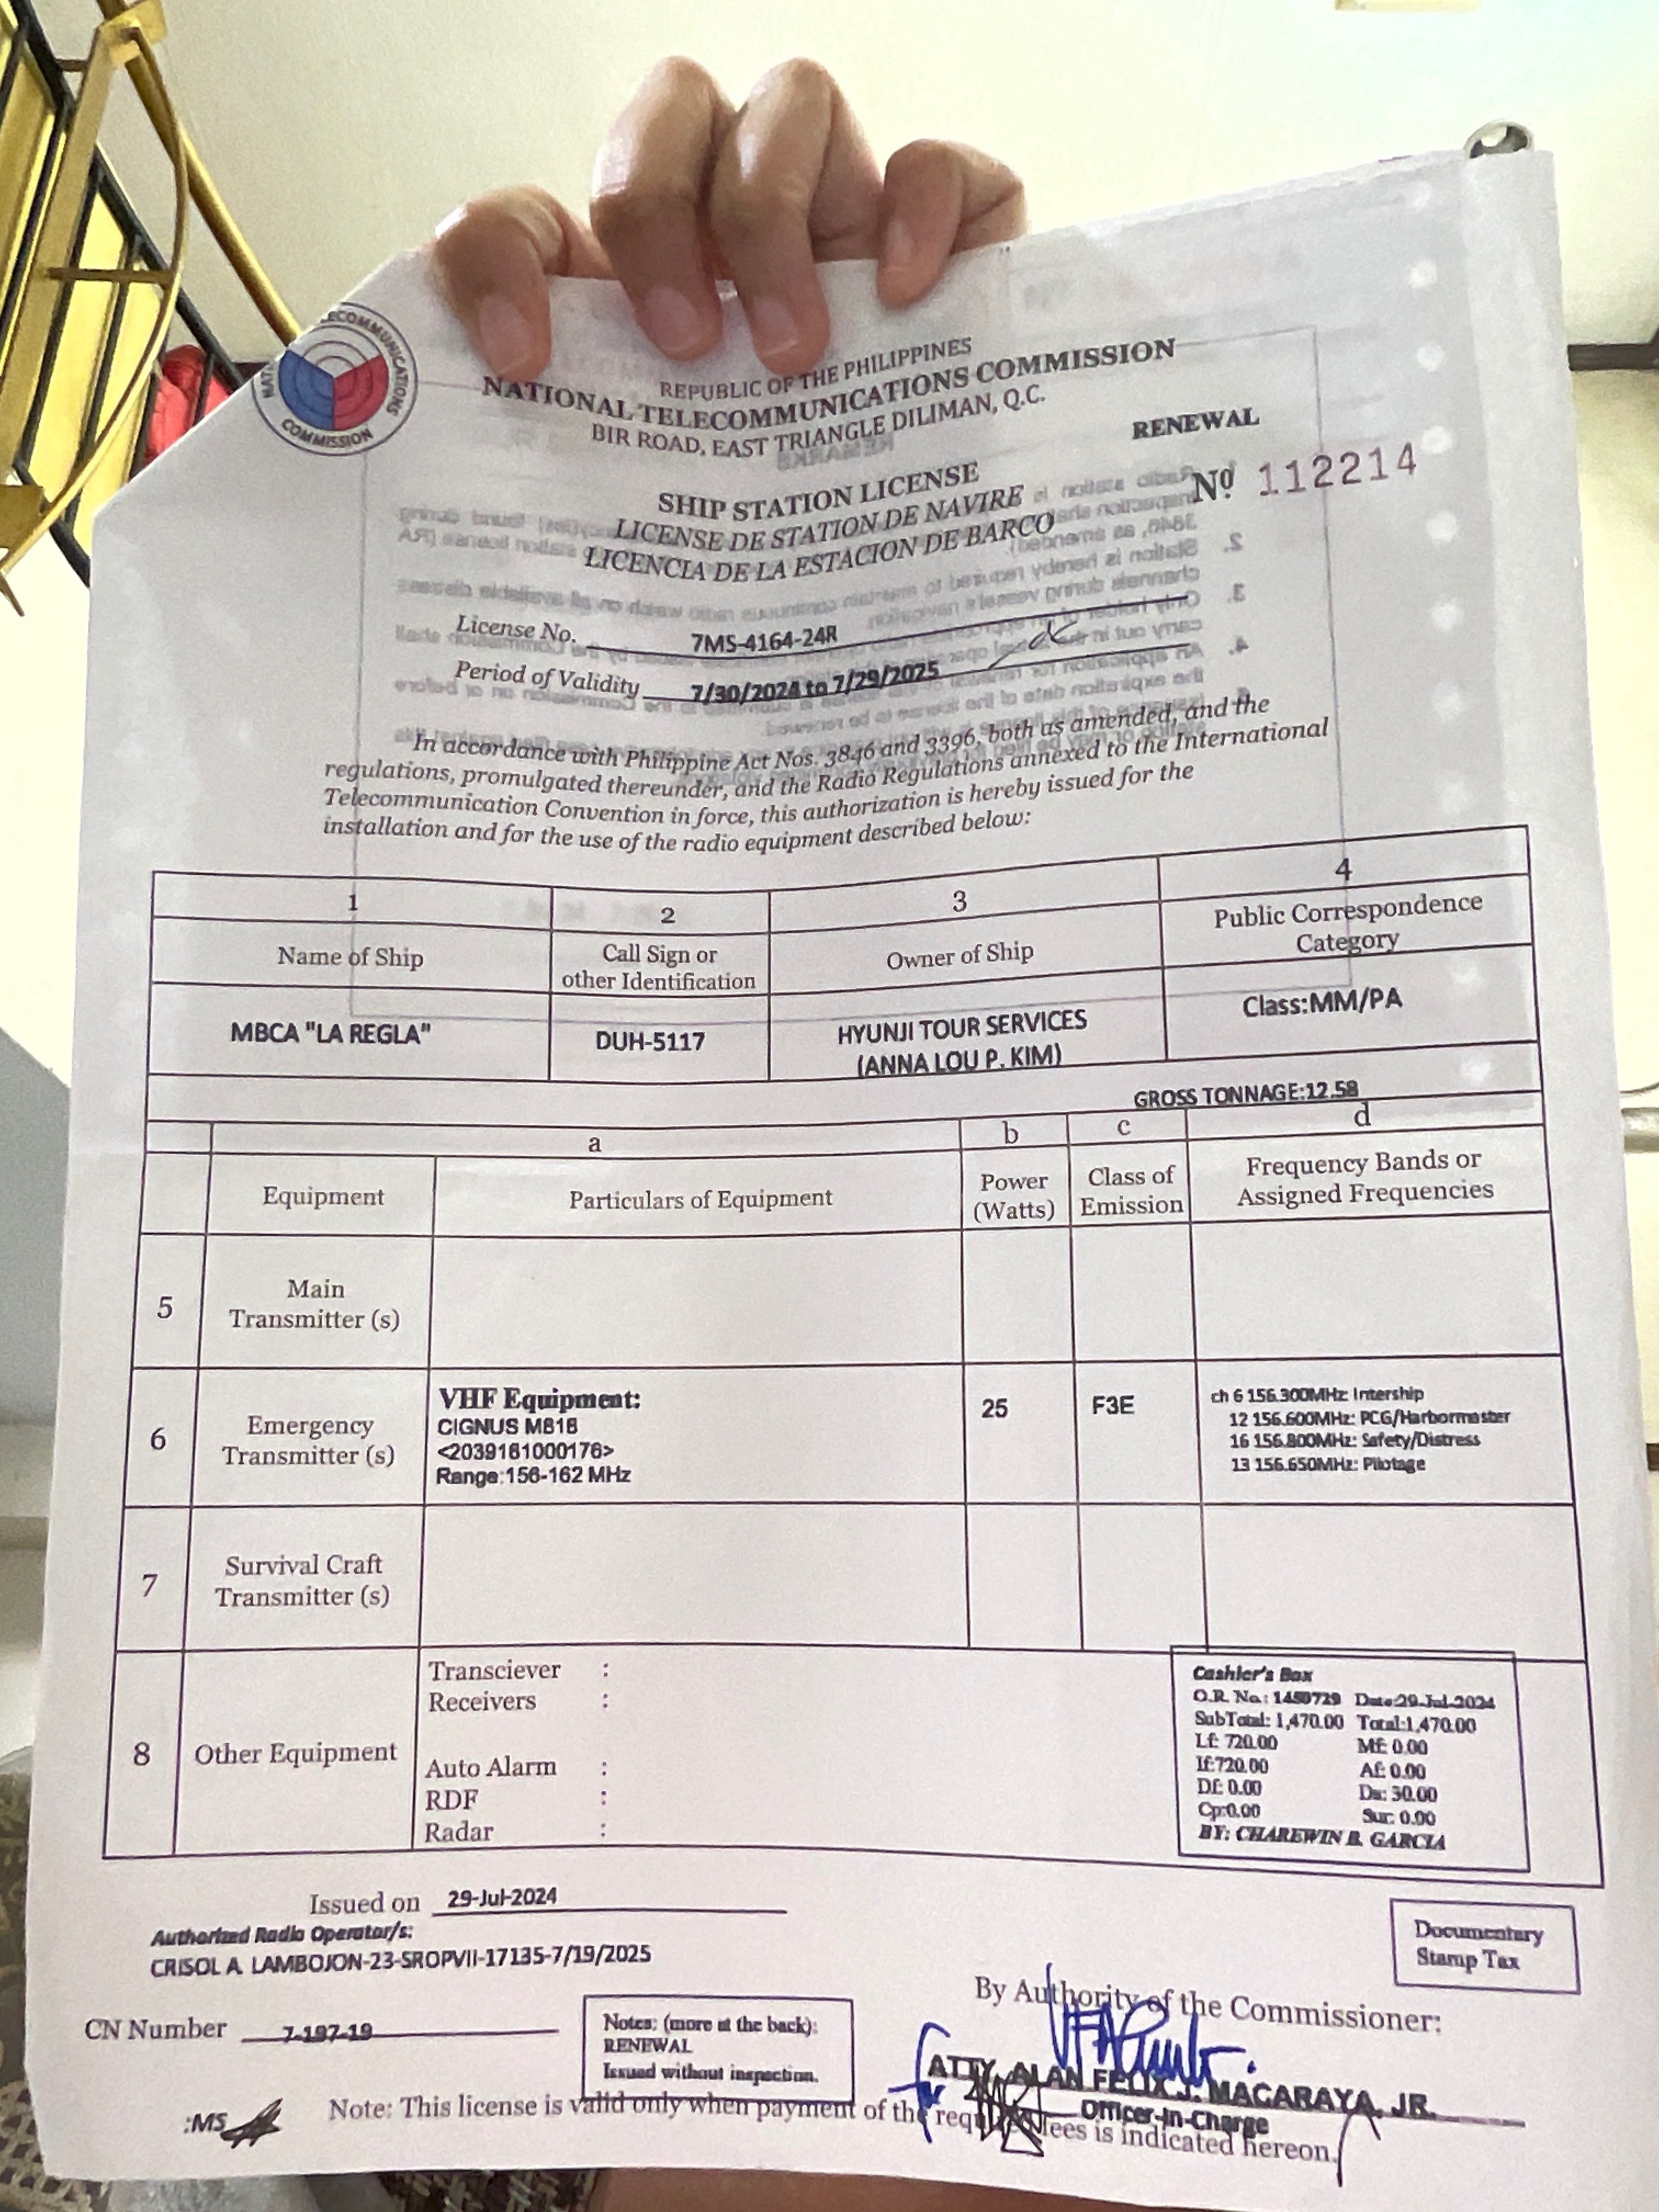 REPUBLIC OF THE PHILIPPINES
NATIONAL TELECOMMUNICATIONS COMMISSION
BIR ROAD, EAST TRIANGLE DILIMAN, Q.C.
RENEWAL
Nº 112214
SHIP STATION LICENSE
LICENSE DE STATION DE NAVIRE
LICENCIA DE LA ESTACION DE BARCO
License No. 7MS-4164-24R
Period of Validity 7/30/2024 to 7/29/2025
In accordance with Philippine Act Nos. 3846 and 3396, both as amended, and the
regulations, promulgated thereunder, and the Radio Regulations annexed to the International
Telecommunication Convention in force, this authorization is hereby issued for the
installation and for the use of the radio equipment described below:
1 2 3 4
Name of Ship
Call Sign or
other Identification
Owner of Ship
Public Correspondence
Category
MBCA "LA REGLA"
DUH-5117
HYUNJI TOUR SERVICES
(ANNA LOU P. KIM)
Class:MM/PA
GROSS TONNAGE:12.58
a b c d
Equipment
Particulars of Equipment
Power
(Watts)
Class of
Emission
Frequency Bands or
Assigned Frequencies
5
Main
Transmitter (s)
6
Emergency
Transmitter (s)
VHF Equipment:
CIGNUS M818
<2039181000176>
Range:156-162 MHz
25
F3E
ch 6 156.300MHz: Intership
12 156.600MHz: PCG/Harbormaster
16 156.800MHz: Safety/Distress
13 156.650MHz: Pilotage
7
Survival Craft
Transmitter (s)
8
Other Equipment
Transciever :
Receivers :
Auto Alarm :
RDF :
Radar :
Cashier's Box
O.R. No.: 1450729 Date:29-Jul-2024
SubTotal: 1,470.00 Total:1,470.00
Lf: 720.00 Mf: 0.00
If:720.00 Af: 0.00
Df: 0.00 Ds: 30.00
Cp:0.00 Sur: 0.00
BY: CHAREWIN B. GARCIA
Issued on 29-Jul-2024
Authorized Radio Operator/s:
CRISOL A. LAMBOJON-23-SROPVII-17135-7/19/2025
Documentary
Stamp Tax
CN Number 7-197-19
Notes: (more at the back):
RENEWAL
Issued without inspection.
By Authority of the Commissioner:
for ATTY. ALAN FELIX J. MACARAYA, JR.
Officer-In-Charge
:MS
Note: This license is valid only when payment of the required fees is indicated hereon.